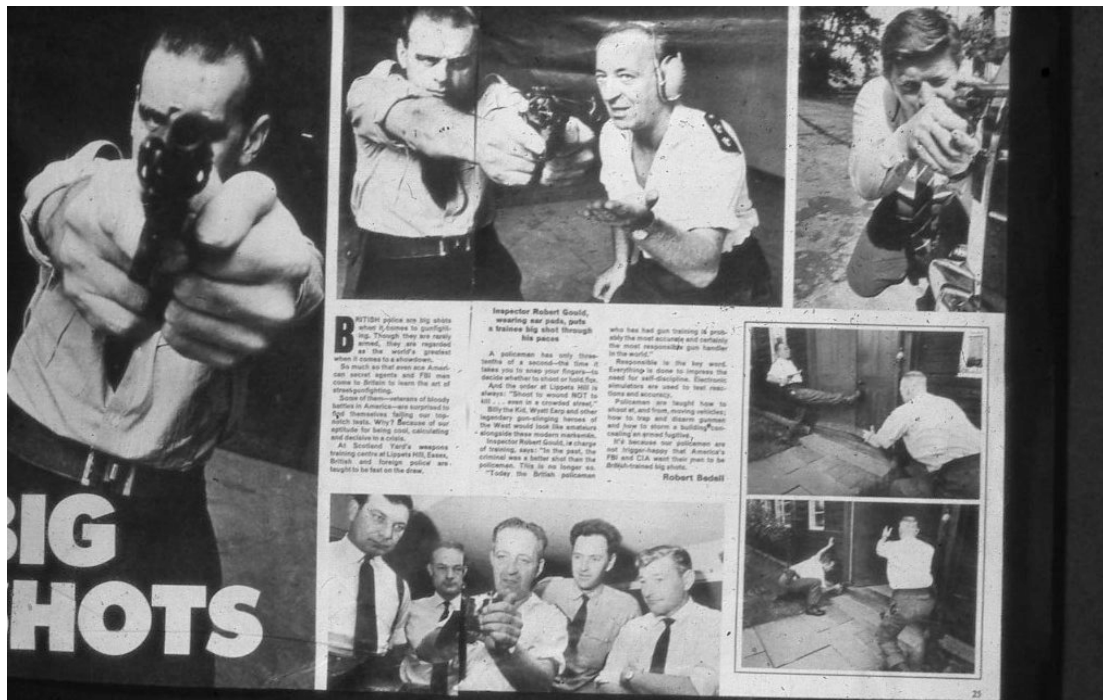 BIG
SHOTS
Inspector Robert Gould,
wearing ear pads, puts
a trainee big shot through
his paces
BRITISH police are big shots
when it comes to gunfight-
ing. Though they are rarely
armed, they are regarded
as the world's greatest
when it comes to a showdown.
So much so that even ace Ameri-
can secret agents and FBI men
come to Britain to learn the art of
street-gunfighting.
Some of them—veterans of bloody
battles in America—are surprised to
find themselves failing our top-
notch tests. Why? Because of our
aptitude for being cool, calculating
and decisive in a crisis.
At Scotland Yard's weapons
training centre at Lippets Hill, Essex,
British and foreign police are
taught to be fast on the draw.
A policeman has only three-
tenths of a second—the time it
takes you to snap your fingers—to
decide whether to shoot or hold fire.
And the order at Lippets Hill is
always: "Shoot to wound NOT to
kill . . . even in a crowded street."
Billy the Kid, Wyatt Earp and other
legendary gun-slinging heroes of
the West would look like amateurs
alongside these modern marksmen.
Inspector Robert Gould, in charge
of training, says: "In the past, the
criminal was a better shot than the
policeman. This is no longer so.
"Today the British policeman
who has had gun training is prob-
ably the most accurate and certainly
the most responsible gun handler
in the world."
Responsible is the key word.
Everything is done to impress the
need for self-discipline. Electronic
simulators are used to test reac-
tions and accuracy.
Policemen are taught how to
shoot at, and from, moving vehicles;
how to trap and disarm gunmen
and how to storm a building con-
cealing an armed fugitive.
It's because our policemen are
not trigger-happy that America's
FBI and CIA want their men to be
British-trained big shots.
Robert Bedell
25